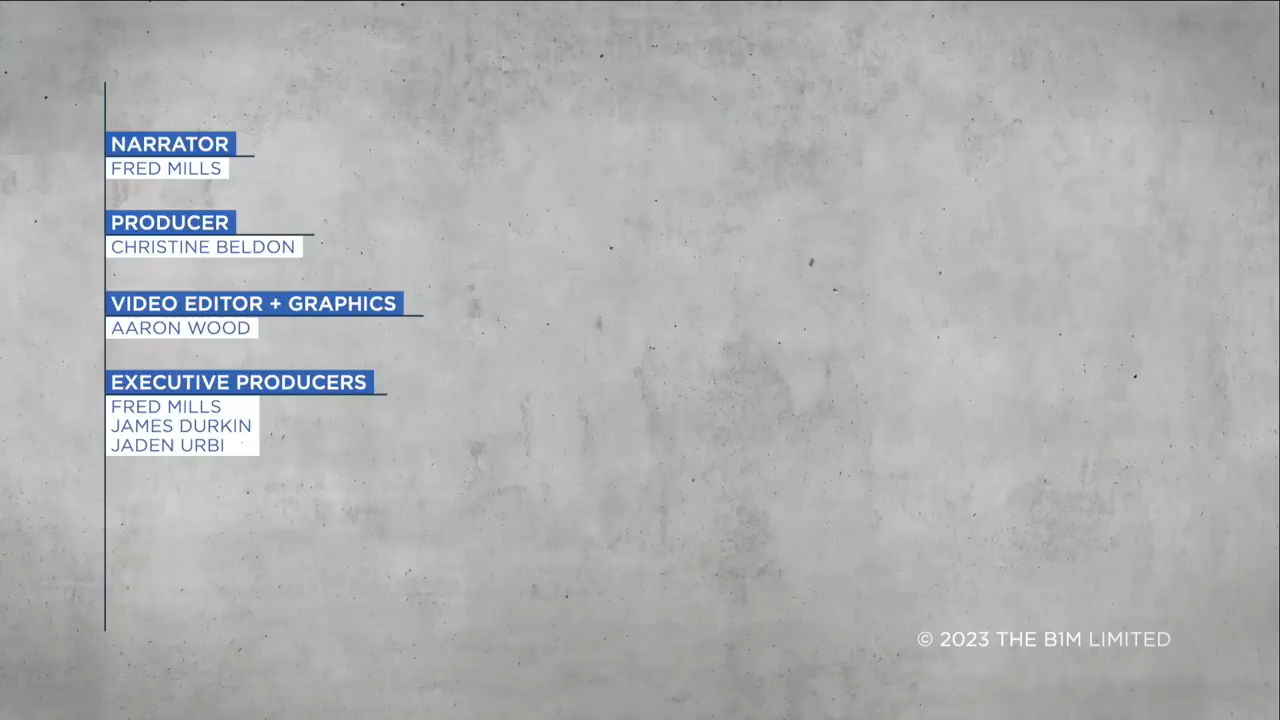 NARRATOR
FRED MILLS
PRODUCER
CHRISTINE BELDON
VIDEO EDITOR + GRAPHICS
AARON WOOD
EXECUTIVE PRODUCERS
FRED MILLS
JAMES DURKIN
JADEN URBI
© 2023 THE B1M LIMITED